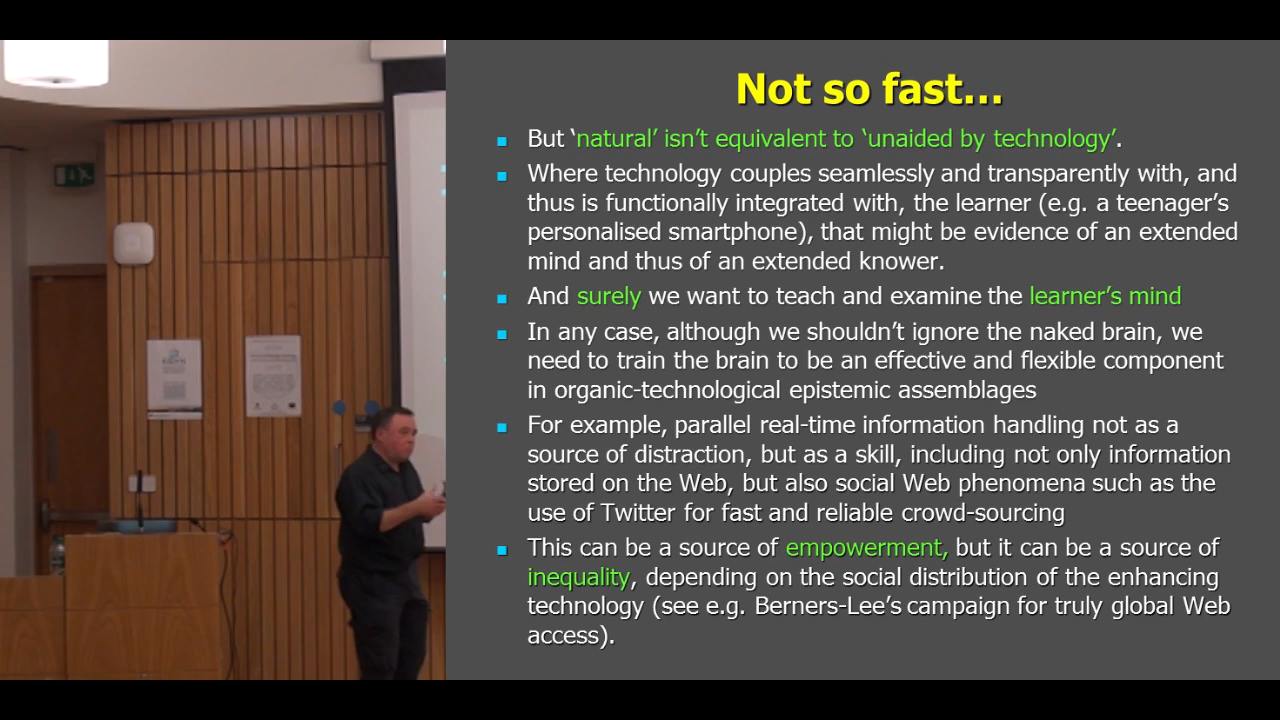 Not so fast...
But ‘natural’ isn’t equivalent to ‘unaided by technology’.
Where technology couples seamlessly and transparently with, and
thus is functionally integrated with, the learner (e.g. a teenager’s
personalised smartphone), that might be evidence of an extended
mind and thus of an extended knower.
And surely we want to teach and examine the learner’s mind
In any case, although we shouldn’t ignore the naked brain, we
need to train the brain to be an effective and flexible component
in organic-technological epistemic assemblages
For example, parallel real-time information handling not as a
source of distraction, but as a skill, including not only information
stored on the Web, but also social Web phenomena such as the
use of Twitter for fast and reliable crowd-sourcing
This can be a source of empowerment, but it can be a source of
inequality, depending on the social distribution of the enhancing
technology (see e.g. Berners-Lee’s campaign for truly global Web
access).